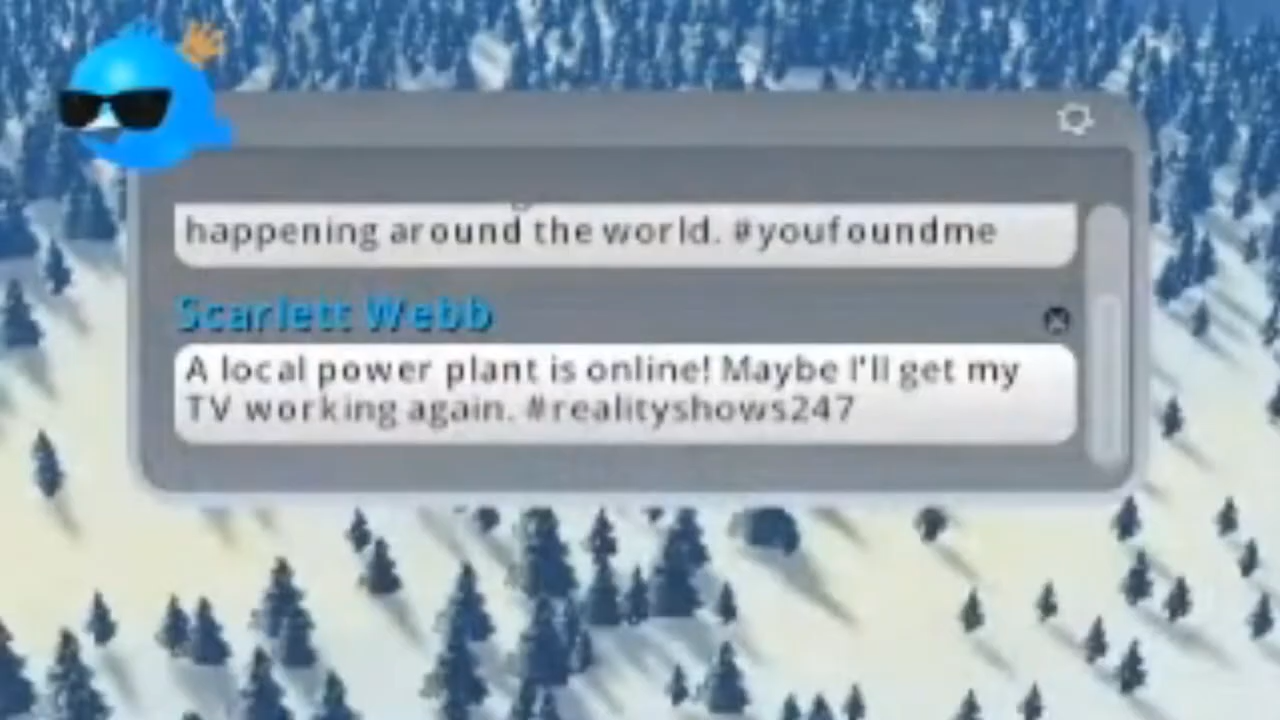 happening around the world. #youfoundme
Scarlett Webb
A local power plant is online! Maybe I'll get my
TV working again. #realityshows247